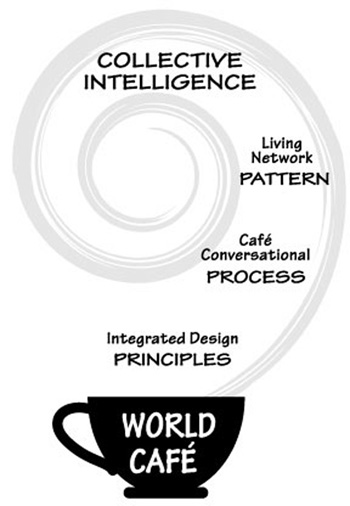 COLLECTIVE
INTELLIGENCE
Living
Network
PATTERN
Café
Conversational
PROCESS
Integrated Design
PRINCIPLES
WORLD
CAFÉ